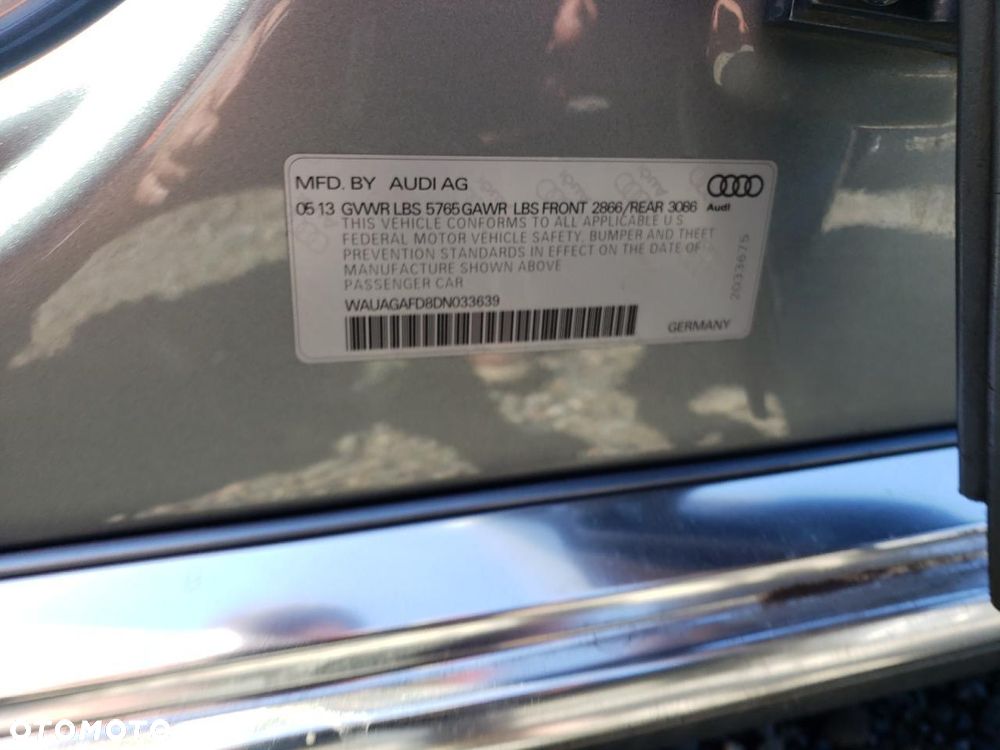 MFD. BY AUDI AG
05 13 GVWR LBS 5765 GAWR LBS FRONT 2866/REAR 3086 Audi
THIS VEHICLE CONFORMS TO ALL APPLICABLE U S
FEDERAL MOTOR VEHICLE SAFETY, BUMPER AND THEFT
PREVENTION STANDARDS IN EFFECT ON THE DATE OF
MANUFACTURE SHOWN ABOVE
PASSENGER CAR
WAUAGAFD8DN033639
GERMANY
2033675
OTOMOTO